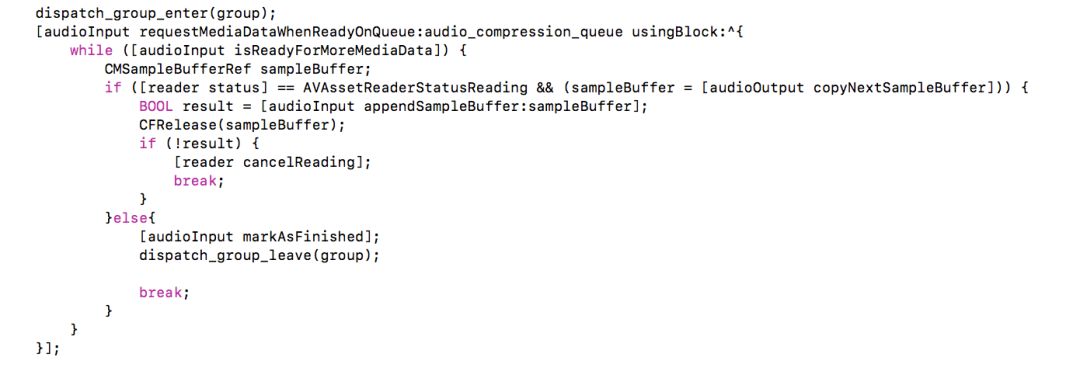 dispatch_group_enter(group);
[audioInput requestMediaDataWhenReadyOnQueue:audio_compression_queue usingBlock:^{
    while ([audioInput isReadyForMoreMediaData]) {
        CMSampleBufferRef sampleBuffer;
        if ([reader status] == AVAssetReaderStatusReading && (sampleBuffer = [audioOutput copyNextSampleBuffer])) {
            BOOL result = [audioInput appendSampleBuffer:sampleBuffer];
            CFRelease(sampleBuffer);
            if (!result) {
                [reader cancelReading];
                break;
            }
        }else{
            [audioInput markAsFinished];
            dispatch_group_leave(group);

            break;
        }
    }
}];